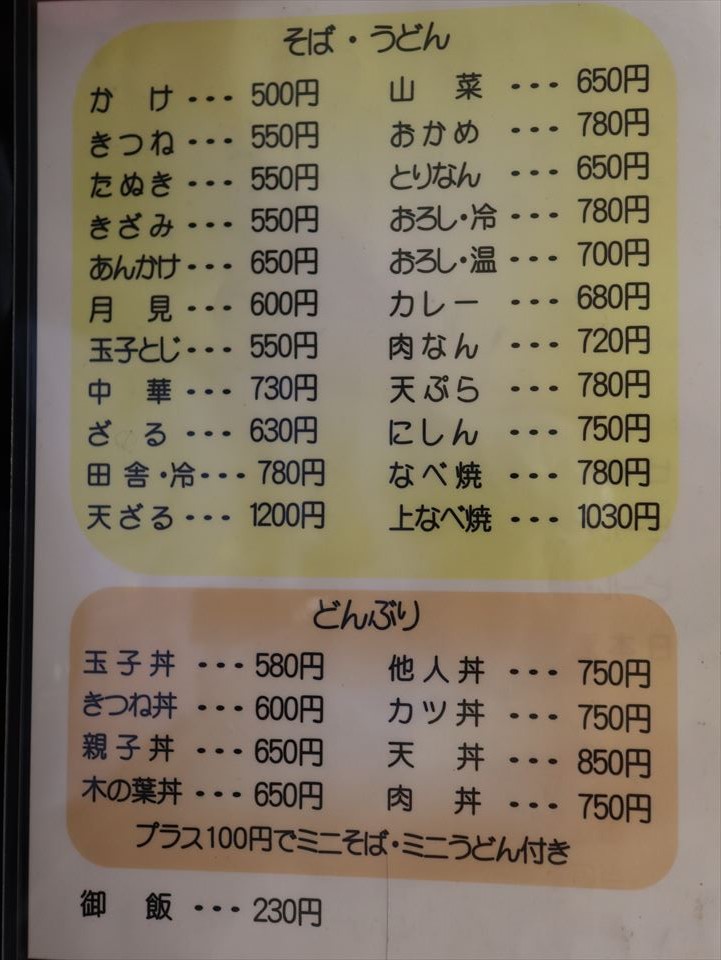 そば・うどん
かけ・・・500円
きつね・・・550円
たぬき・・・550円
きざみ・・・550円
あんかけ・・・650円
月見・・・600円
玉子とじ・・・550円
中華・・・730円
ざる・・・630円
田舎・冷・・・780円
天ざる・・・1200円
山菜・・・650円
おかめ・・・780円
とりなん・・・650円
おろし・冷・・・780円
おろし・温・・・700円
カレー・・・680円
肉なん・・・720円
天ぷら・・・780円
にしん・・・750円
なべ焼・・・780円
上なべ焼・・・1030円
どんぶり
玉子丼・・・580円
きつね丼・・・600円
親子丼・・・650円
木の葉丼・・・650円
他人丼・・・750円
カツ丼・・・750円
天丼・・・850円
肉丼・・・750円
プラス100円でミニそば・ミニうどん付き
御飯・・・230円